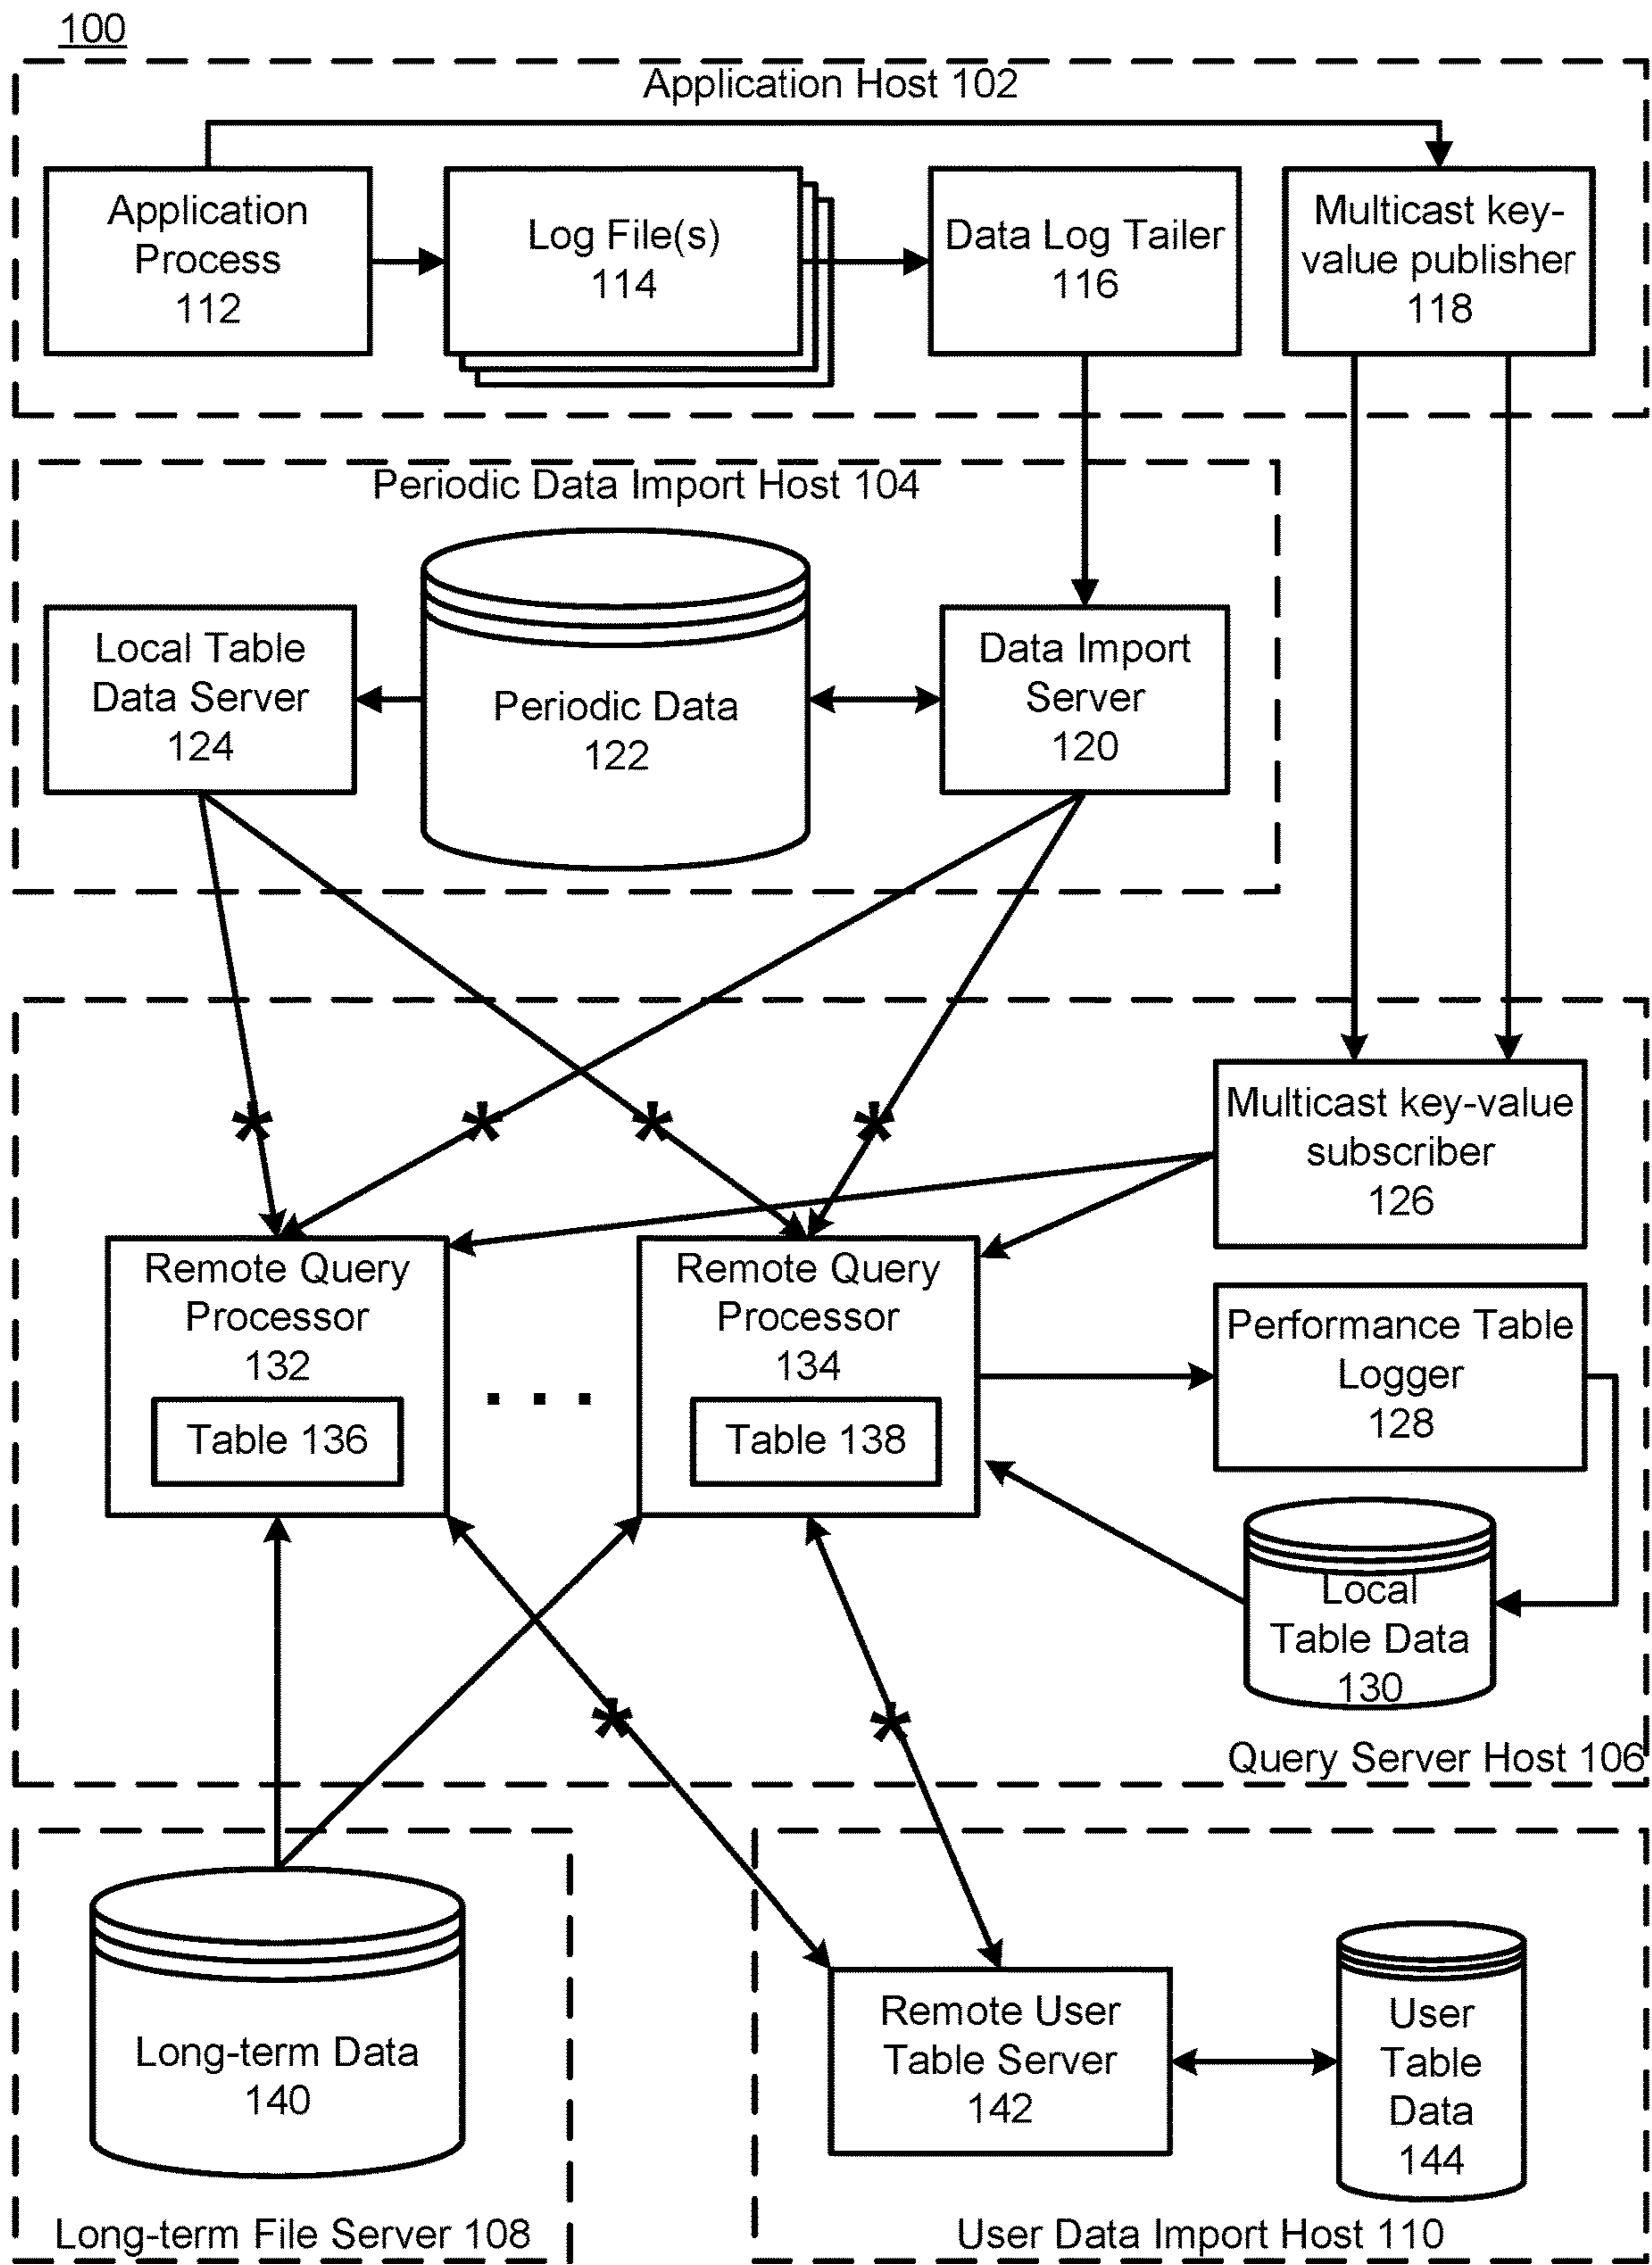 100
Application Host 102
Application
Process
112
Log File(s)
114
Data Log Tailer
116
Multicast key-
value publisher
118
Periodic Data Import Host 104
Local Table
Data Server
124
Periodic Data
122
Data Import
Server
120
*
*
*
*
Multicast key-value
subscriber
126
Remote Query
Processor
132
Table 136
. . .
Remote Query
Processor
134
Table 138
Performance Table
Logger
128
Local
Table Data
130
*
*
Query Server Host 106
Long-term Data
140
Long-term File Server 108
Remote User
Table Server
142
User
Table
Data
144
User Data Import Host 110